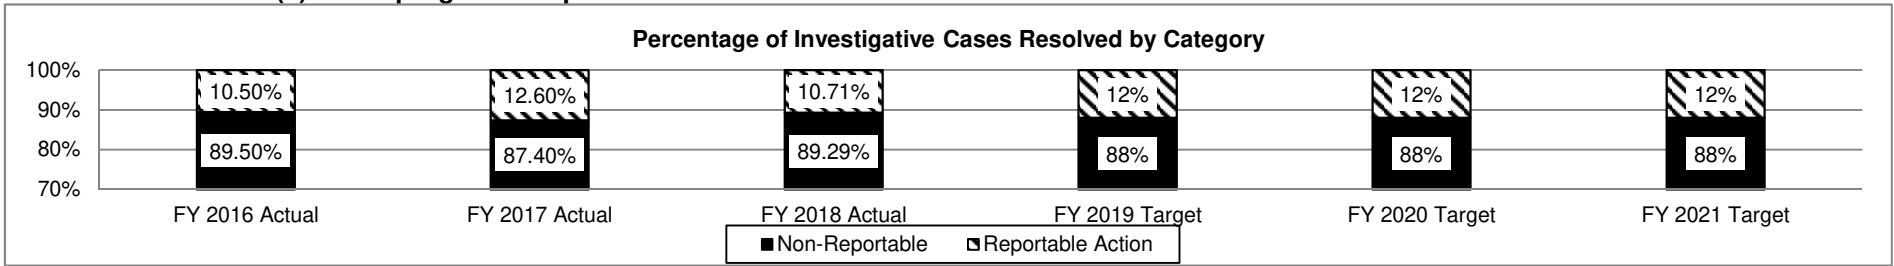 Percentage of Investigative Cases Resolved by Category
100%
90%
80%
70%
10.50% 12.60% 10.71% 12% 12% 12%
89.50% 87.40% 89.29% 88% 88% 88%
FY 2016 Actual FY 2017 Actual FY 2018 Actual FY 2019 Target FY 2020 Target FY 2021 Target
Non-Reportable Reportable Action